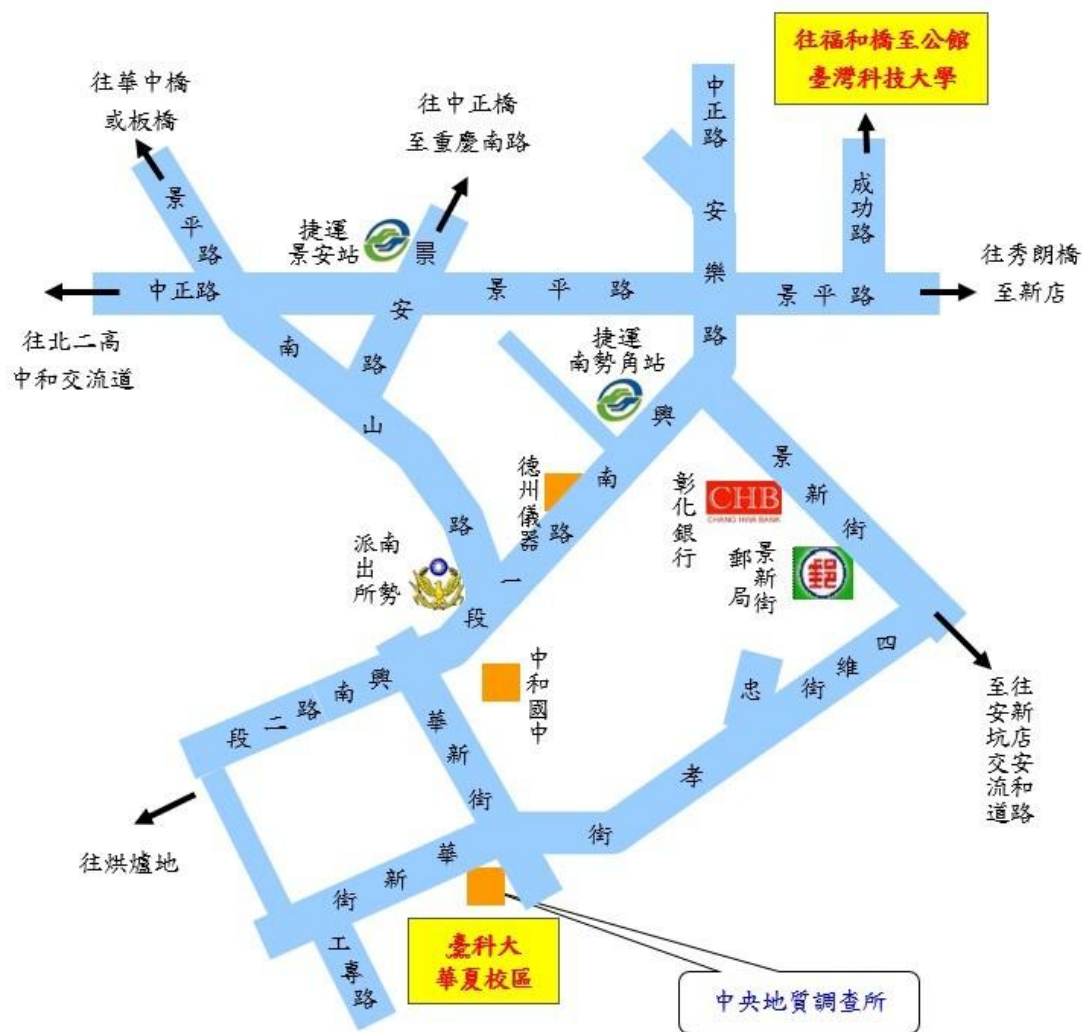 往福和橋至公館
臺灣科技大學
往華中橋
或板橋
往中正橋
至重慶南路
中正路
景平路
捷運
景安站
景安路
安樂路
成功路
往秀朗橋
至新店
中正路
景平路
景平路
往北二高
中和交流道
南山路
捷運
南勢角站
興南路一段
德州儀器
彰化銀行
CHB
CHANG HWA BANK
景新街
景新街
郵局
郵
南勢
派出所
四維街
忠
孝街
中和國中
興南路二段
華新街
往新店安和路
至安坑交流道
往烘爐地
華新街
工專路
臺科大
華夏校區
中央地質調查所